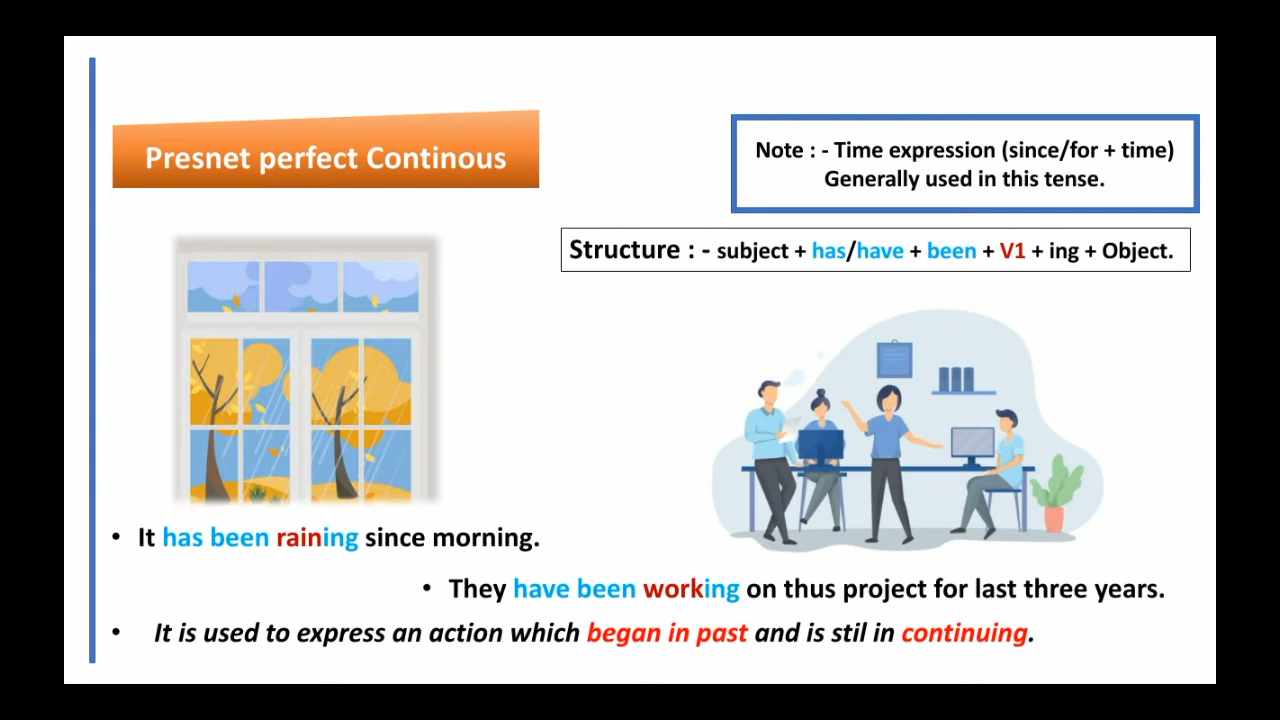 Presnet perfect Continous
Note : - Time expression (since/for + time)
Generally used in this tense.
Structure : - subject + has/have + been + V1 + ing + Object.
• It has been raining since morning.
• They have been working on thus project for last three years.
• It is used to express an action which began in past and is stil in continuing.